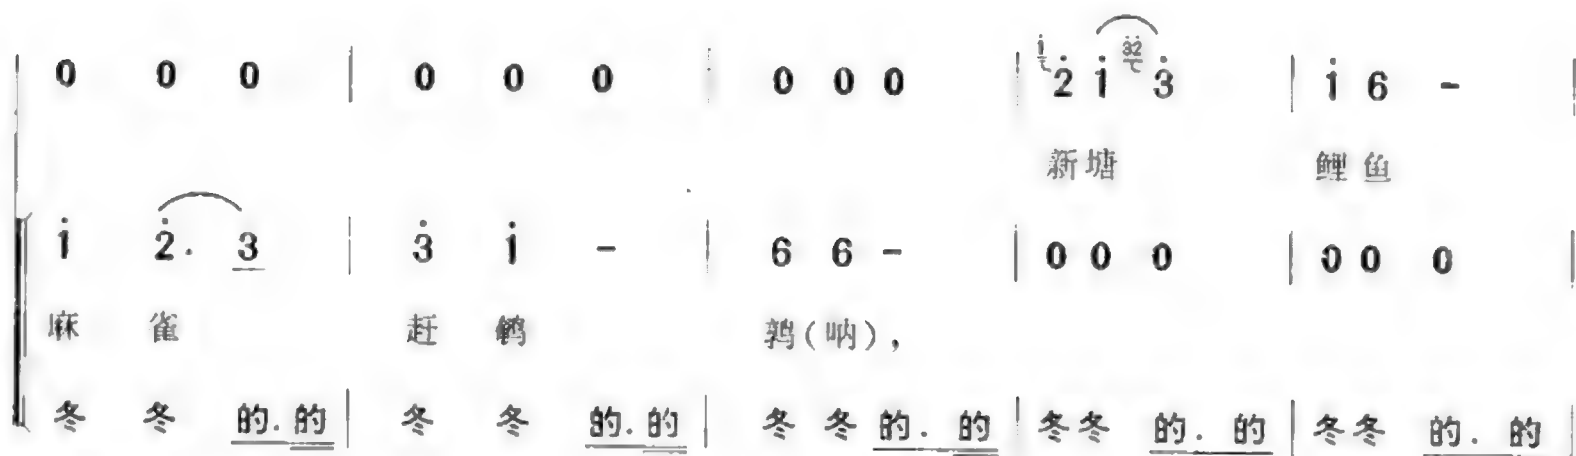 0 0 0 | 0 0 0 | 0 0 0 | 2̇ 1̇ 3̇ | 1̇ 6 - |
新塘 鲤鱼
1̇ 2̇. 3 | 3̇ 1̇ - | 6 6 - | 0 0 0 | 0 0 0 |
麻雀 赶鹌 鹑(呐),
冬 冬 的.的 | 冬 冬 的.的 | 冬 冬 的.的 | 冬冬 的.的 | 冬冬 的.的